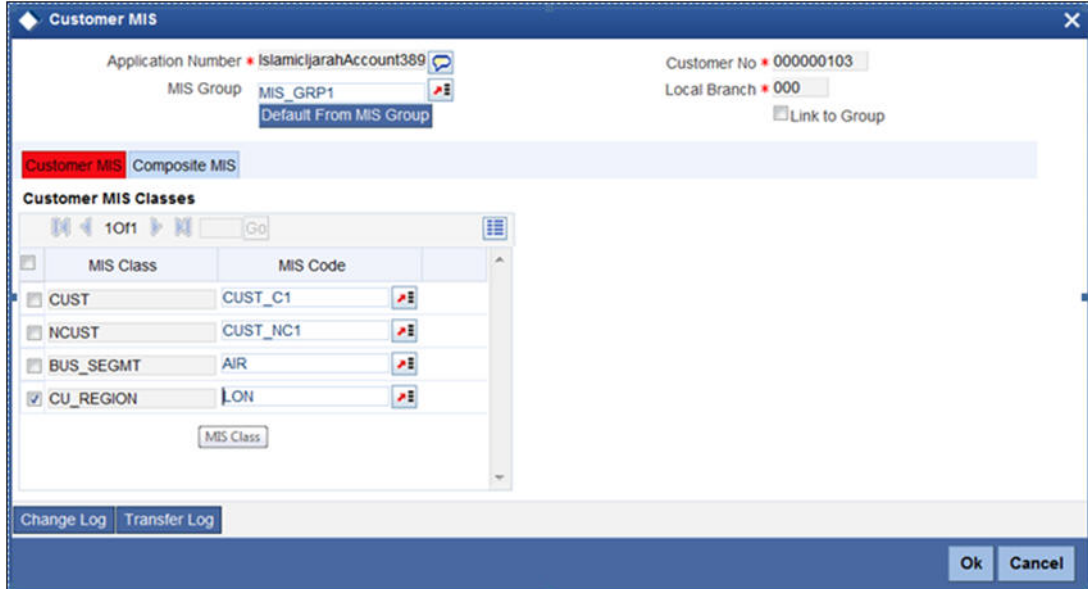 Customer MIS
Application Number * IslamicIjarahAccount389
Customer No * 000000103
MIS Group MIS_GRP1
Local Branch * 000
Default From MIS Group
Link to Group
Customer MIS Composite MIS
Customer MIS Classes
1Of1 Go
MIS Class MIS Code
CUST CUST_C1
NCUST CUST_NC1
BUS_SEGMT AIR
CU_REGION LON
MIS Class
Change Log Transfer Log
Ok Cancel